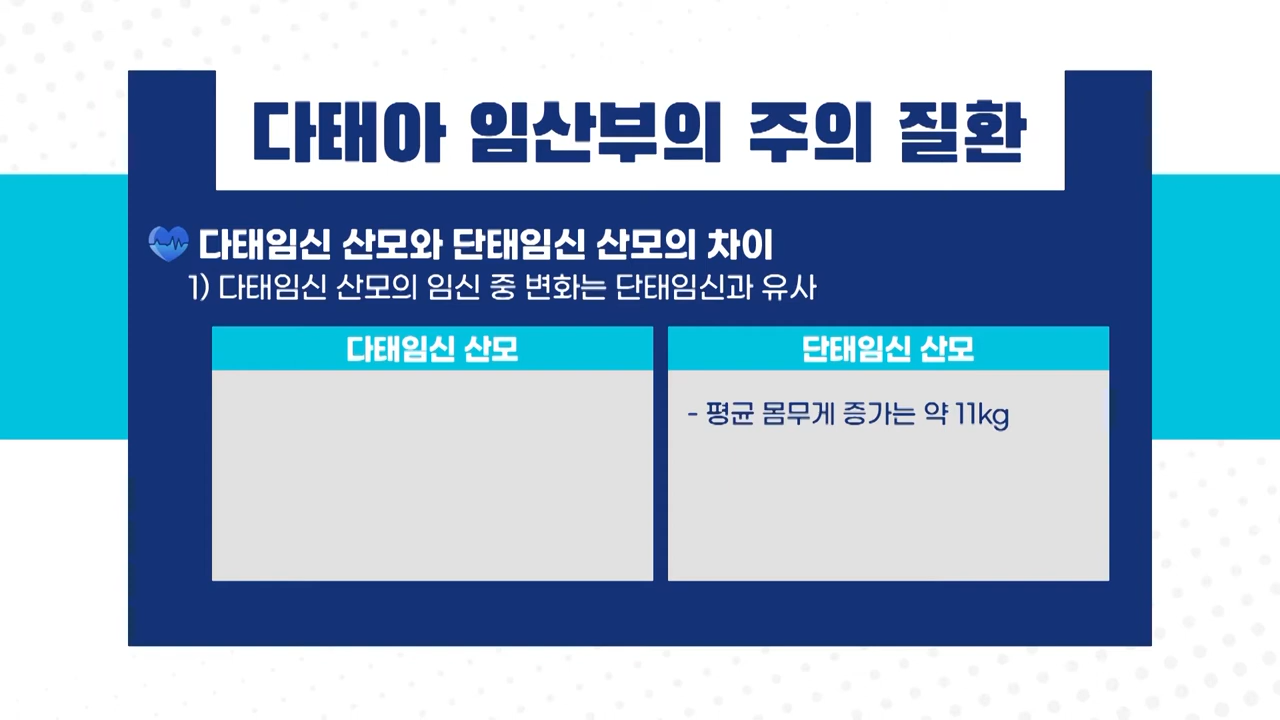 다태아 임산부의 주의 질환
다태임신 산모와 단태임신 산모의 차이
1) 다태임신 산모의 임신 중 변화는 단태임신과 유사
다태임신 산모
단태임신 산모
- 평균 몸무게 증가는 약 11kg